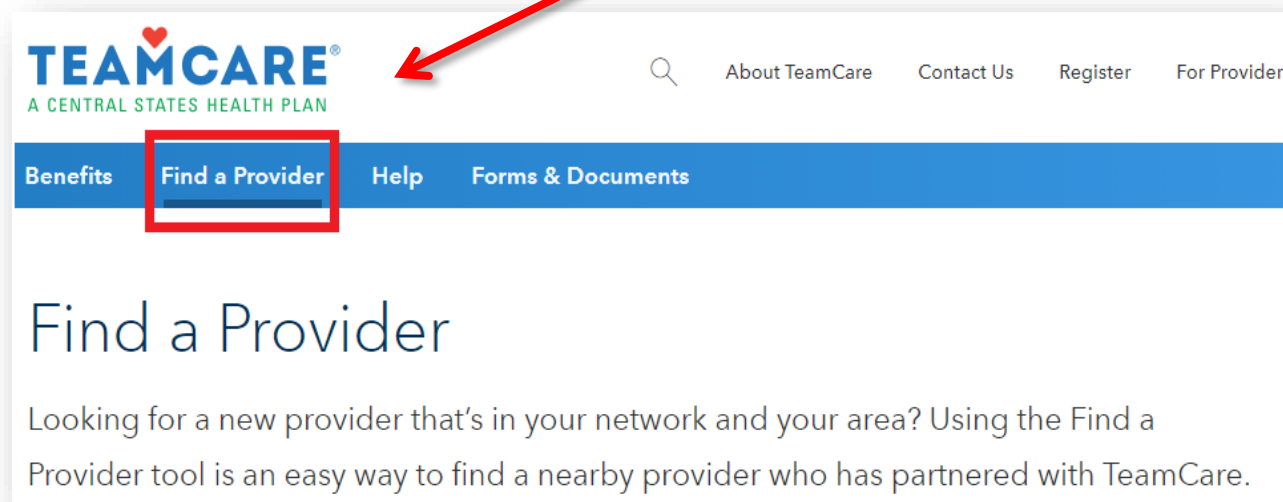 TEAMCARE®
A CENTRAL STATES HEALTH PLAN
About TeamCare Contact Us Register For Provider
Benefits Find a Provider Help Forms & Documents
Find a Provider
Looking for a new provider that's in your network and your area? Using the Find a
Provider tool is an easy way to find a nearby provider who has partnered with TeamCare.